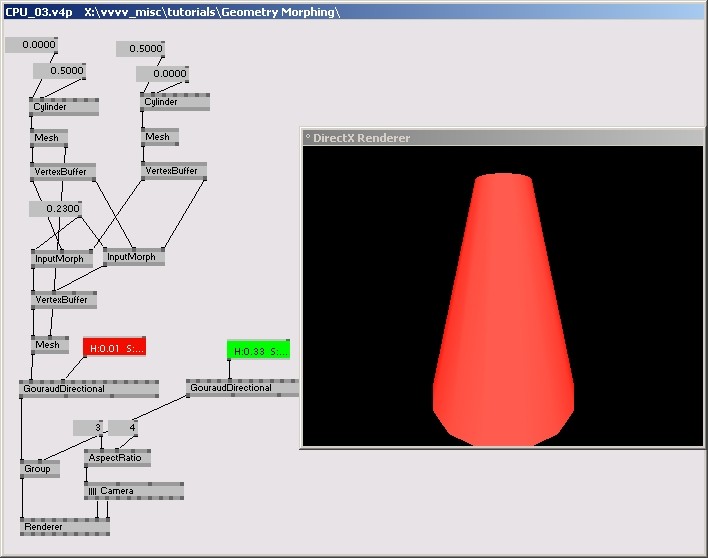 CPU_03.v4p X:\vvvv_misc\tutorials\Geometry Morphing\
0.0000
0.5000
0.5000
0.0000
Cylinder
Cylinder
Mesh
Mesh
VertexBuffer
VertexBuffer
0.2300
InputMorph
InputMorph
VertexBuffer
Mesh
H:0.01 S:...
H:0.33 S:...
GouraudDirectional
GouraudDirectional
3
4
Group
AspectRatio
Camera
Renderer
° DirectX Renderer